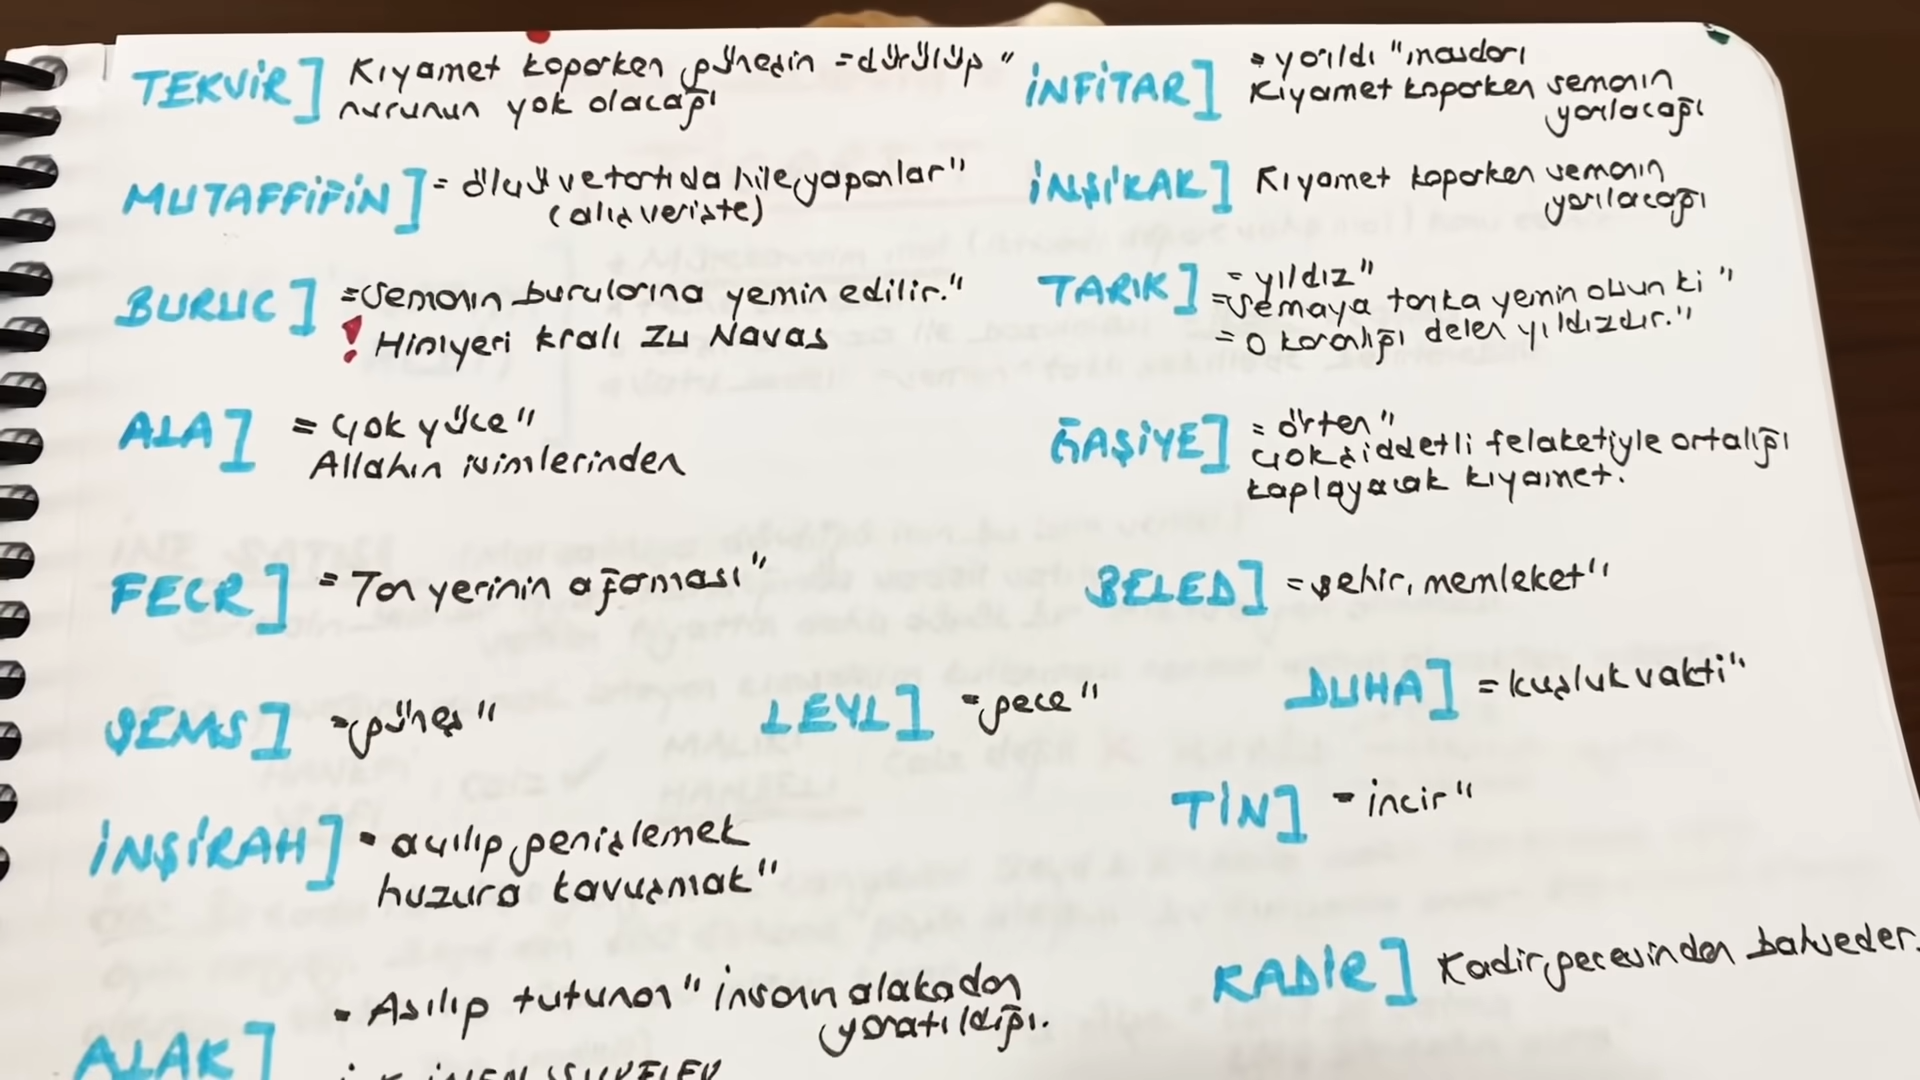 TEKVİR] Kıyamet koparken güneşin "dürülüp"
nurunun yok olacağı
İNFİTAR] "yarıldı" masdarı
Kıyamet koparken semanın
yarılacağı
MUTAFFİFİN] "ölçü ve tartıda hile yapanlar"
(alışverişte)
İNŞİKAK] Kıyamet koparken semanın
yarılacağı
BURUC] "semanın burçlarına yemin edilir."
! Himyeri kralı Zu Navas
TARIK] "yıldız"
"semaya tarıka yemin olsun ki"
"O karanlığı delen yıldızdır."
ALA] "çok yüce"
Allahın isimlerinden
ĞAŞİYE] "örten"
çok şiddetli felaketiyle ortalığı
kaplayacak kıyamet.
FECR] "Tan yerinin ağarması"
BELED] "şehir, memleket"
ŞEMS] "güneş"
LEYL] "gece"
DUHA] "kuşluk vakti"
TİN] "incir"
İNŞİRAH] "açılıp genişlemek
huzura kavuşmak"
KADİR] Kadir gecesinden bahseder.
ALAK] "Asılıp tutunan" insanın alakadan
yaratıldığı.